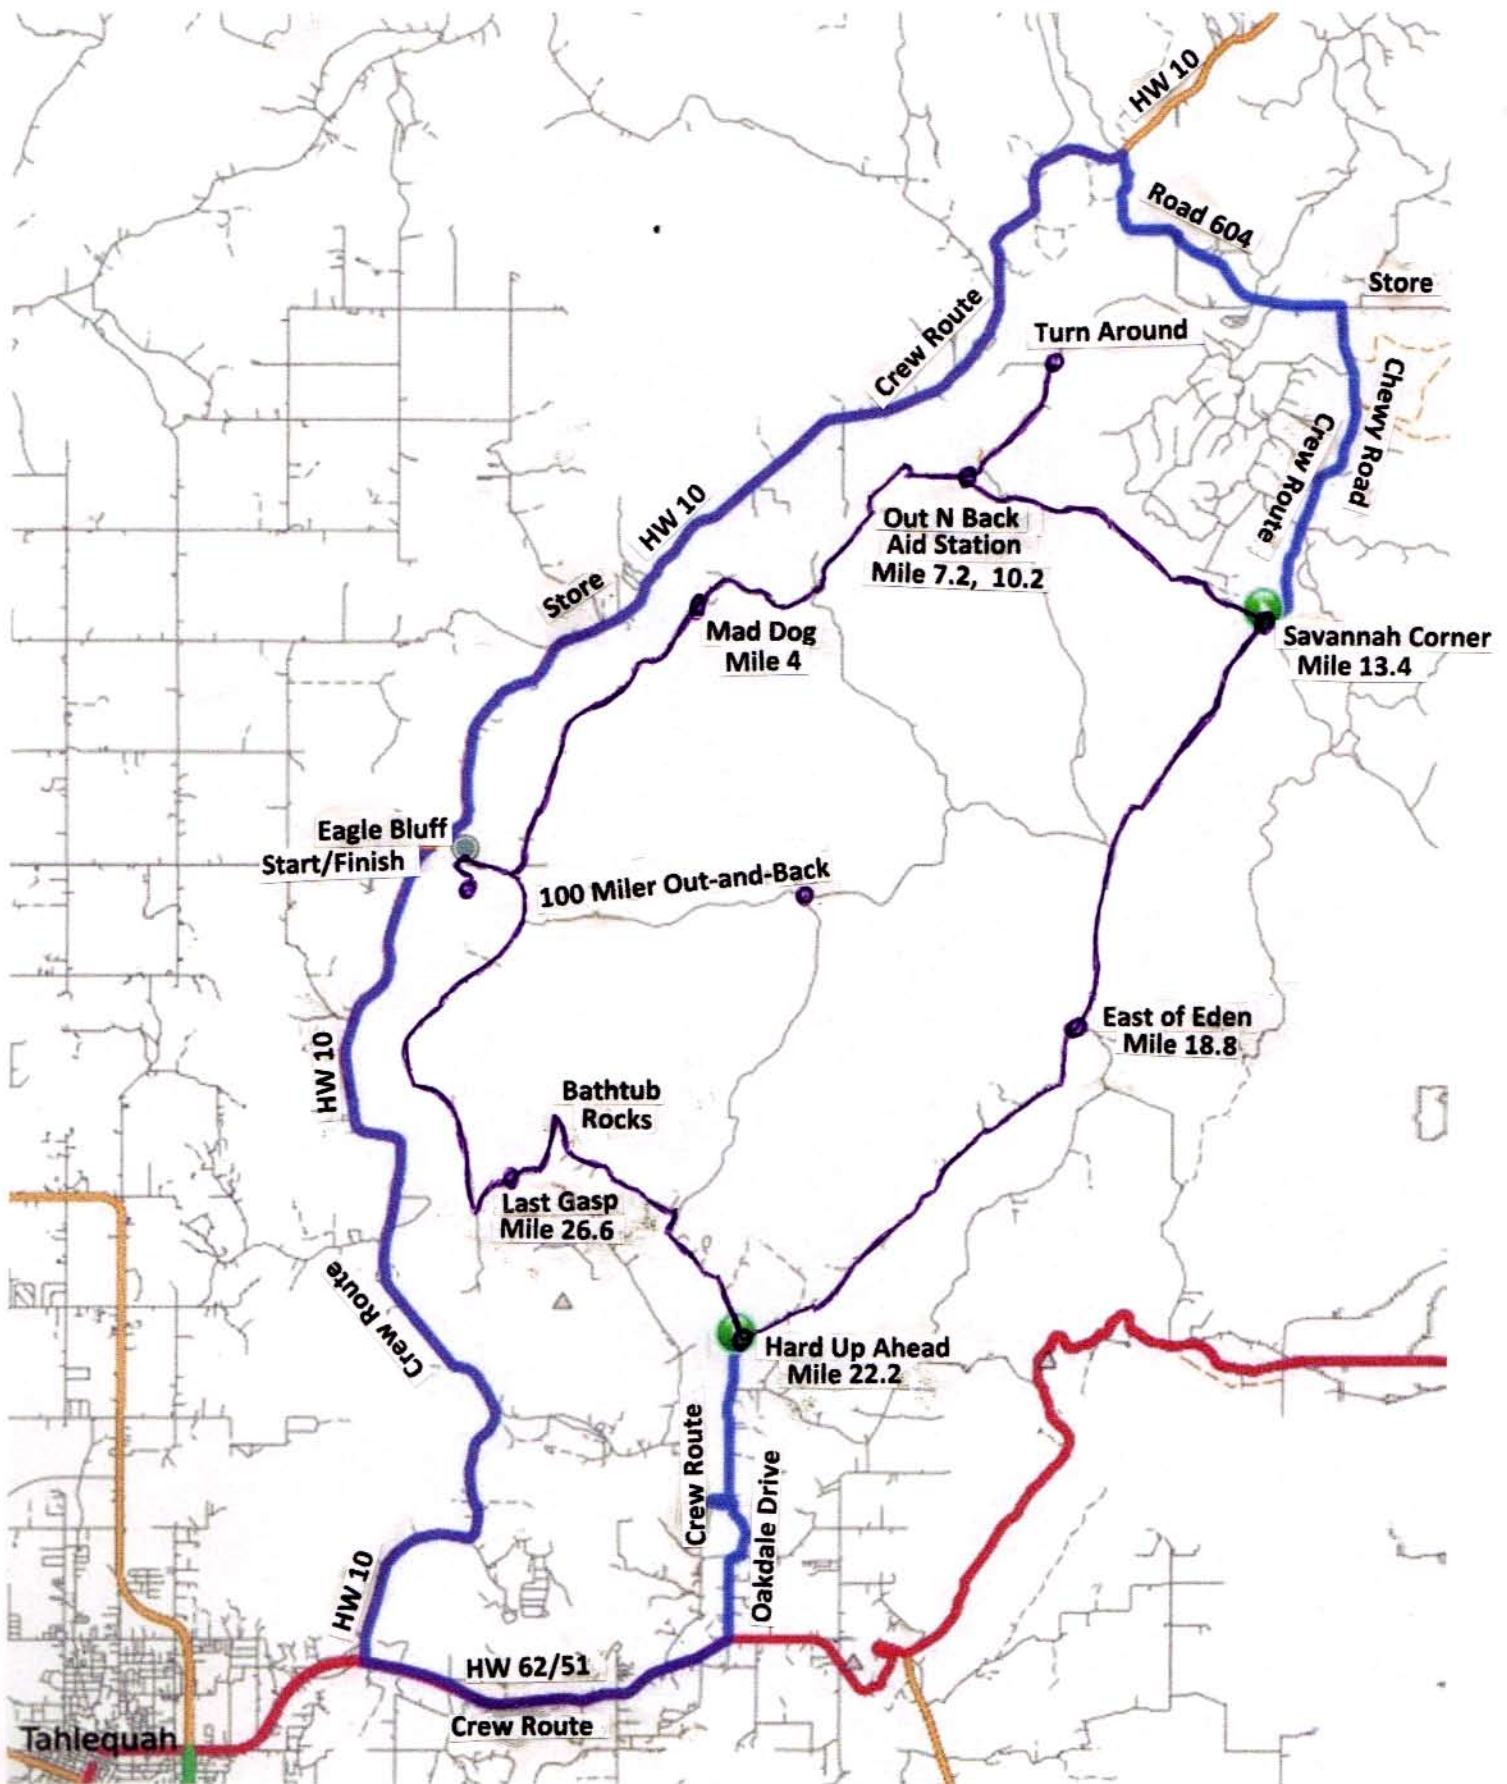 HW 10
Road 604
Store
Turn Around
Crew Route
Chewy Road
Crew Route
HW 10
Out N Back
Aid Station
Mile 7.2, 10.2
Store
Mad Dog
Mile 4
Savannah Corner
Mile 13.4
Eagle Bluff
Start/Finish
100 Miler Out-and-Back
East of Eden
Mile 18.8
HW 10
Bathtub
Rocks
Last Gasp
Mile 26.6
Crew Route
Hard Up Ahead
Mile 22.2
Crew Route
Oakdale Drive
HW 10
HW 62/51
Crew Route
Tahlequah